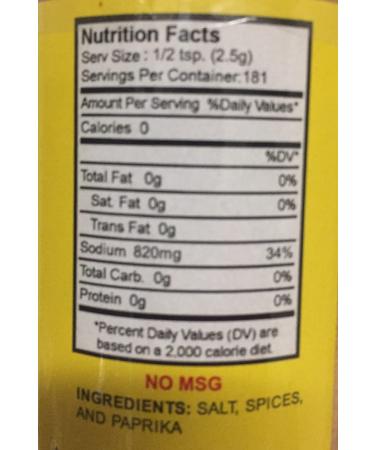 Nutrition Facts
Serv Size : 1/2 tsp. (2.5g)
Servings Per Container: 181
Amount Per Serving %Daily Values*
Calories 0
%DV*
Total Fat 0g 0%
Sat. Fat 0g 0%
Trans Fat 0g
Sodium 820mg 34%
Total Carb. 0g 0%
Protein 0g 0%
*Percent Daily Values (DV) are
based on a 2,000 calorie diet
NO MSG
INGREDIENTS: SALT, SPICES,
AND PAPRIKA